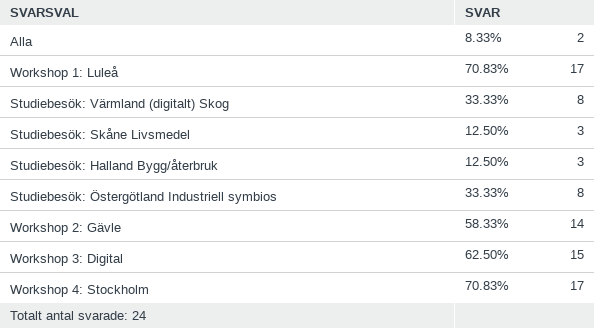 SVARSVAL SVAR
Alla 8.33% 2
Workshop 1: Luleå 70.83% 17
Studiebesök: Värmland (digitalt) Skog 33.33% 8
Studiebesök: Skåne Livsmedel 12.50% 3
Studiebesök: Halland Bygg/återbruk 12.50% 3
Studiebesök: Östergötland Industriell symbios 33.33% 8
Workshop 2: Gävle 58.33% 14
Workshop 3: Digital 62.50% 15
Workshop 4: Stockholm 70.83% 17
Totalt antal svarade: 24